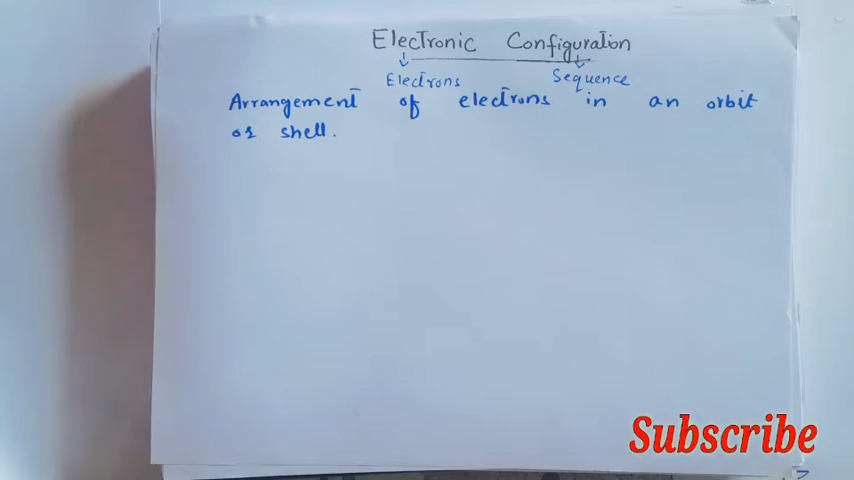 Electronic Configuration
Electrons Sequence
Arrangement of electrons in an orbit
or shell.
Subscribe